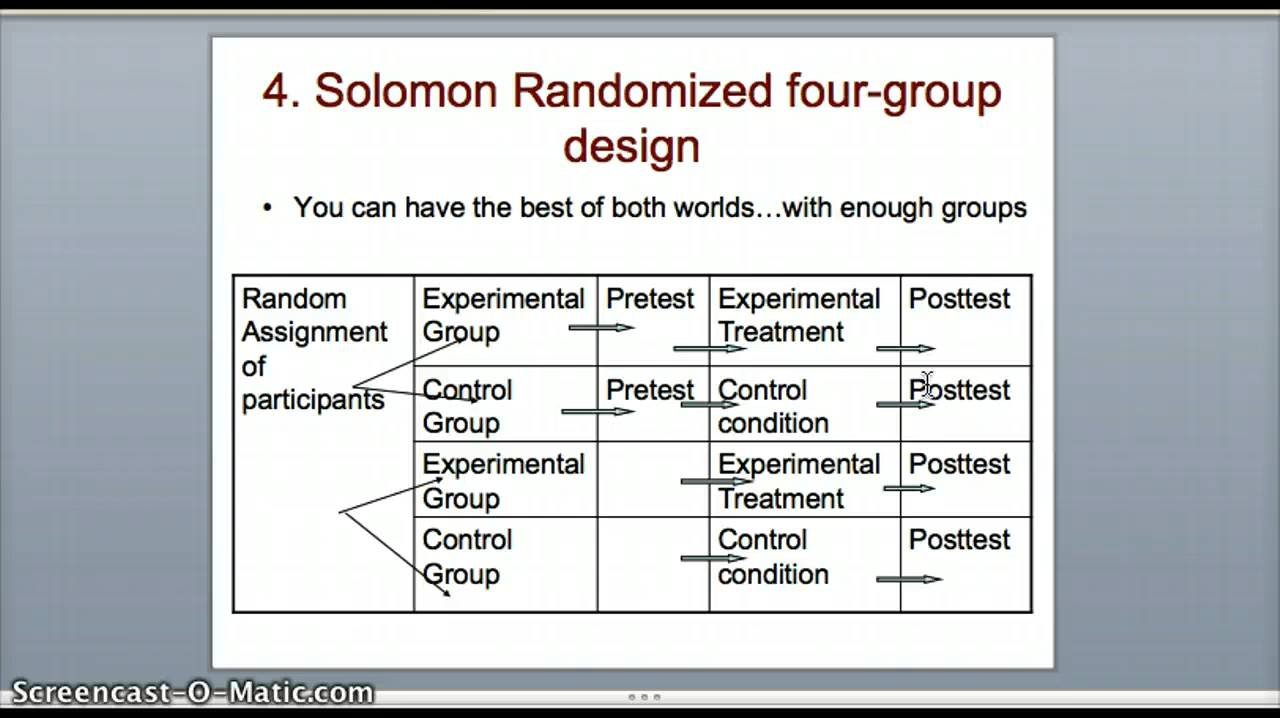 4. Solomon Randomized four-group
design
• You can have the best of both worlds…with enough groups
Random
Assignment
of
participants
Experimental
Group
Pretest
Experimental
Treatment
Posttest
Control
Group
Pretest
Control
condition
Posttest
Experimental
Group
Experimental
Treatment
Posttest
Control
Group
Control
condition
Posttest
Screencast-O-Matic.com